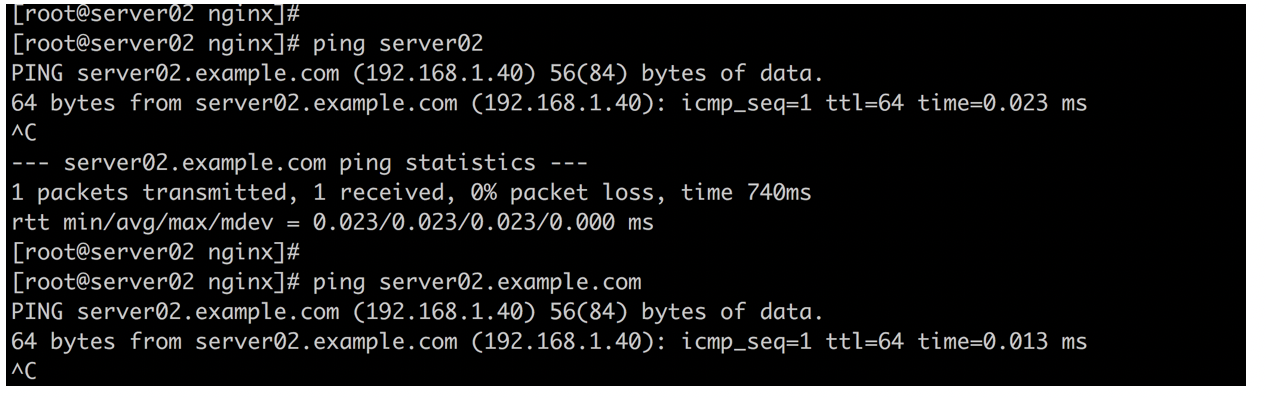 [root@server02 nginx]#
[root@server02 nginx]# ping server02
PING server02.example.com (192.168.1.40) 56(84) bytes of data.
64 bytes from server02.example.com (192.168.1.40): icmp_seq=1 ttl=64 time=0.023 ms
^C
--- server02.example.com ping statistics ---
1 packets transmitted, 1 received, 0% packet loss, time 740ms
rtt min/avg/max/mdev = 0.023/0.023/0.023/0.000 ms
[root@server02 nginx]#
[root@server02 nginx]# ping server02.example.com
PING server02.example.com (192.168.1.40) 56(84) bytes of data.
64 bytes from server02.example.com (192.168.1.40): icmp_seq=1 ttl=64 time=0.013 ms
^C